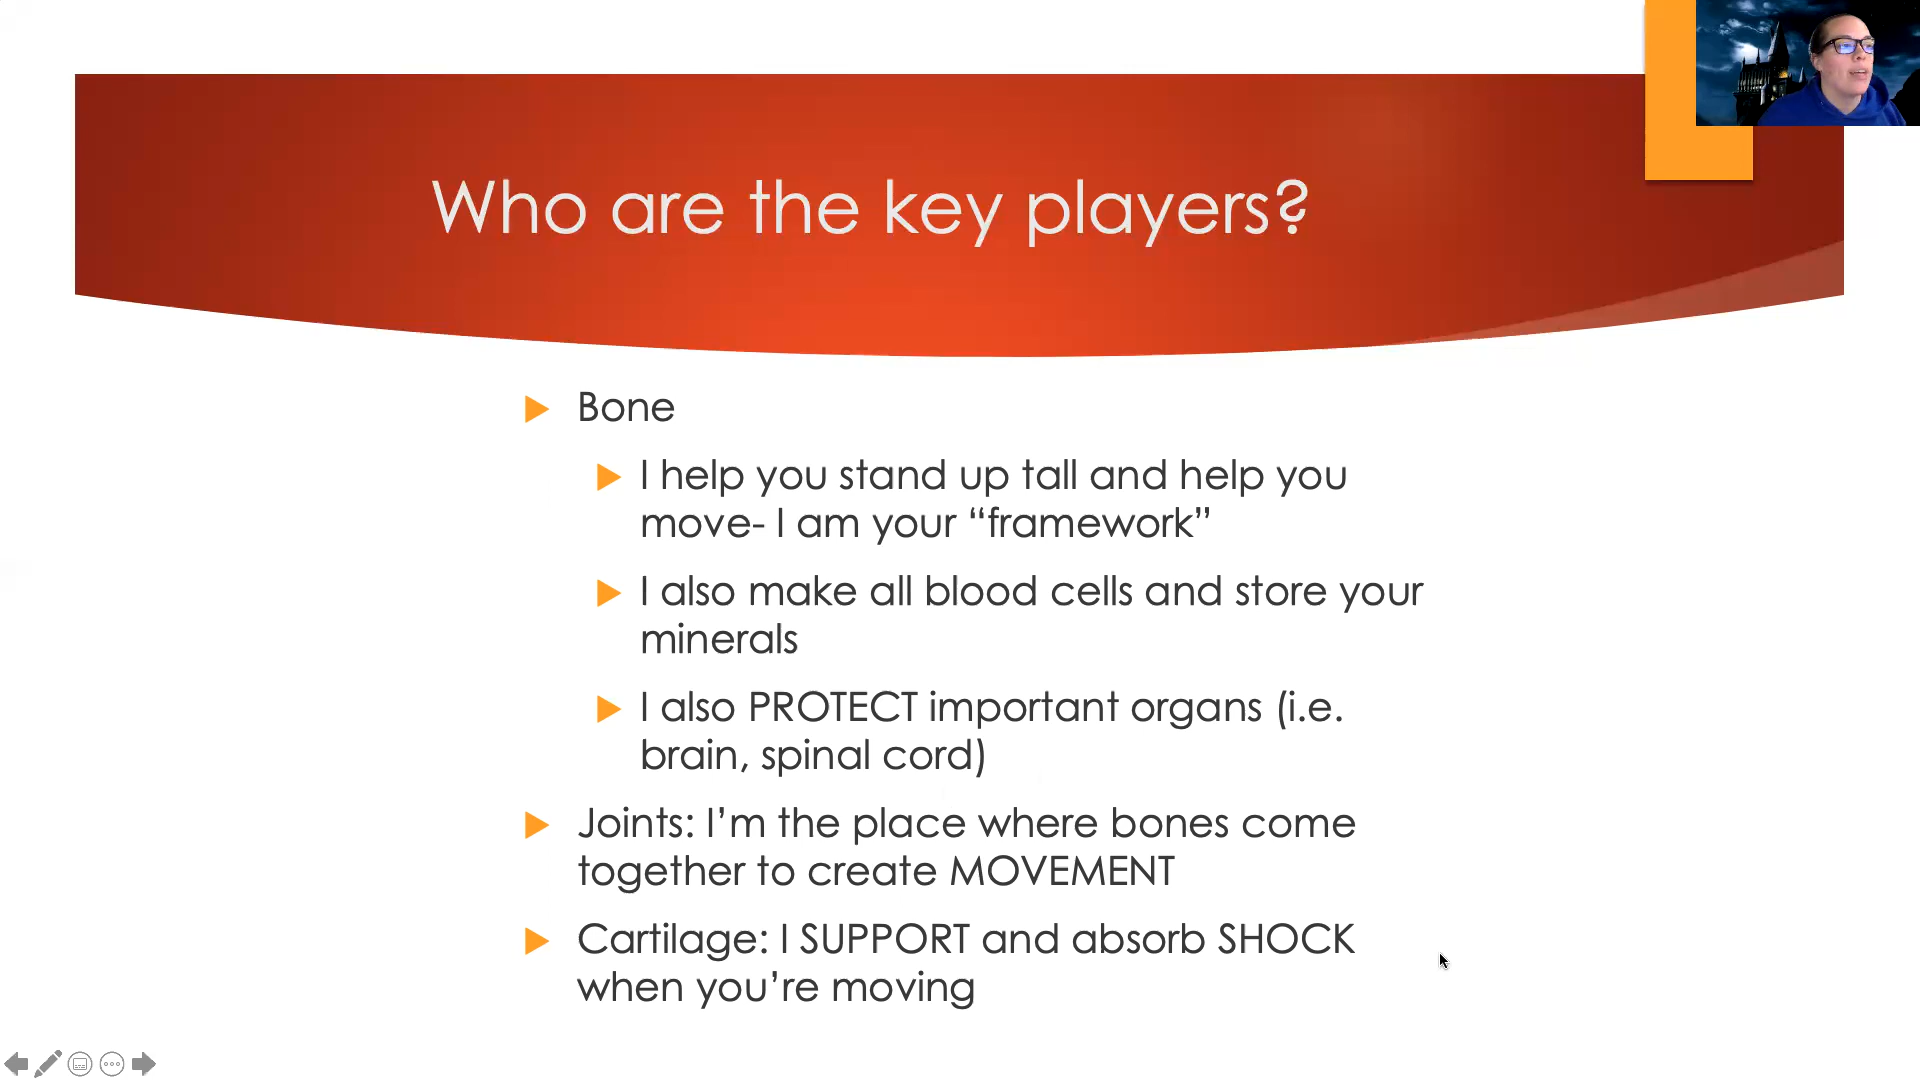 Who are the key players?
Bone
I help you stand up tall and help you
move- I am your “framework”
I also make all blood cells and store your
minerals
I also PROTECT important organs (i.e.
brain, spinal cord)
Joints: I’m the place where bones come
together to create MOVEMENT
Cartilage: I SUPPORT and absorb SHOCK
when you’re moving